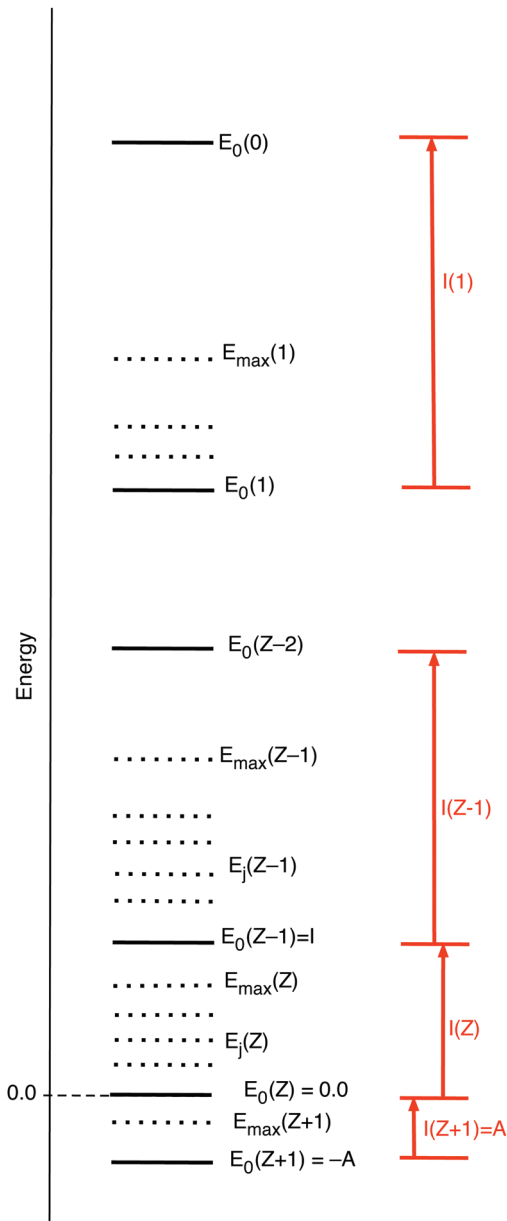 E₀(0)
I(1)
Eₘₐₓ(1)
E₀(1)
Energy
E₀(Z–2)
Eₘₐₓ(Z–1)
I(Z-1)
Eⱼ(Z–1)
E₀(Z–1)=I
Eₘₐₓ(Z)
I(Z)
Eⱼ(Z)
0.0
E₀(Z) = 0.0
Eₘₐₓ(Z+1)
I(Z+1)=A
E₀(Z+1) = –A